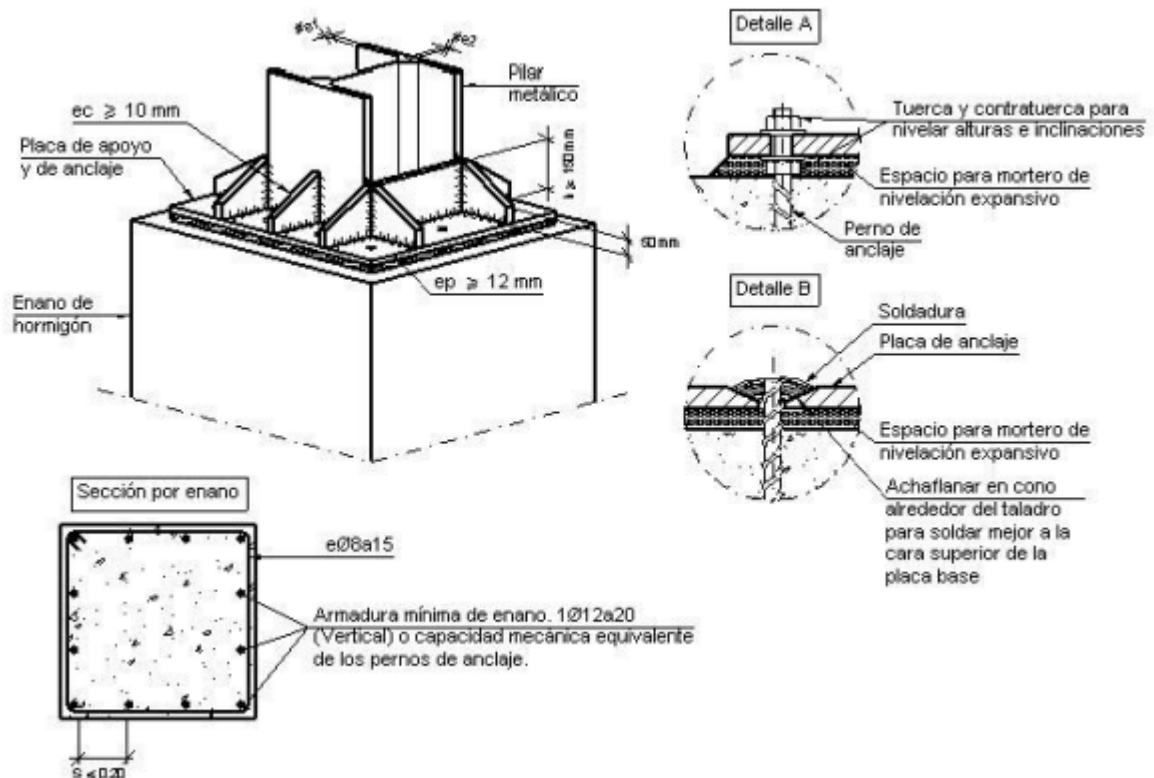 Pilar
metálico
ec ≥ 10 mm
Placa de apoyo
y de anclaje
50 mm
ep ≥ 12 mm
Enano de
hormigón
Detalle A
Tuerca y contratuerca para
nivelar alturas e inclinaciones
Espacio para mortero de
nivelación expansivo
Perno de
anclaje
Detalle B
Soldadura
Placa de anclaje
Espacio para mortero de
nivelación expansivo
Achaflanar en cono
alrededor del taladro
para soldar mejor a la
cara superior de la
placa base
Sección por enano
eØ8a15
Armadura mínima de enano. 1Ø12a20
(Vertical) o capacidad mecánica equivalente
de los pernos de anclaje.